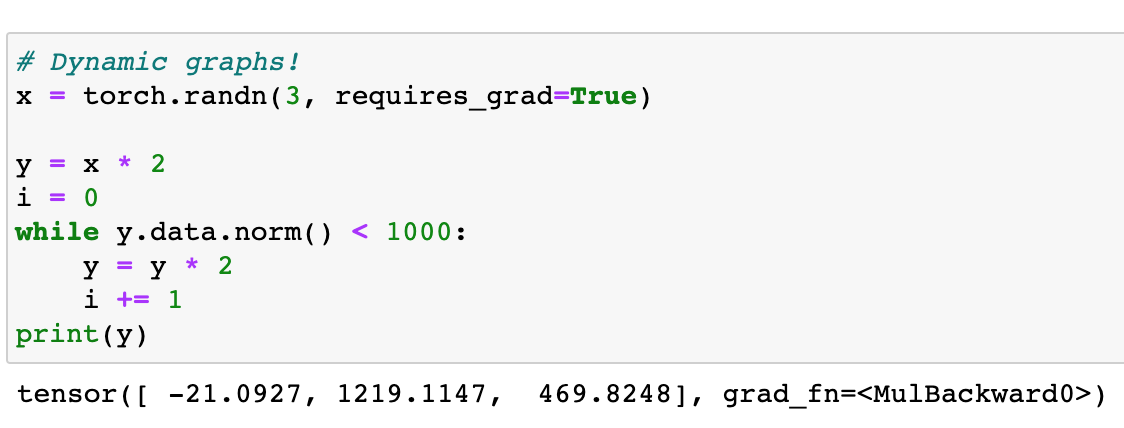 # Dynamic graphs!
x = torch.randn(3, requires_grad=True)
y = x * 2
i = 0
while y.data.norm() < 1000:
    y = y * 2
    i += 1
print(y)
tensor([ -21.0927, 1219.1147,  469.8248], grad_fn=<MulBackward0>)